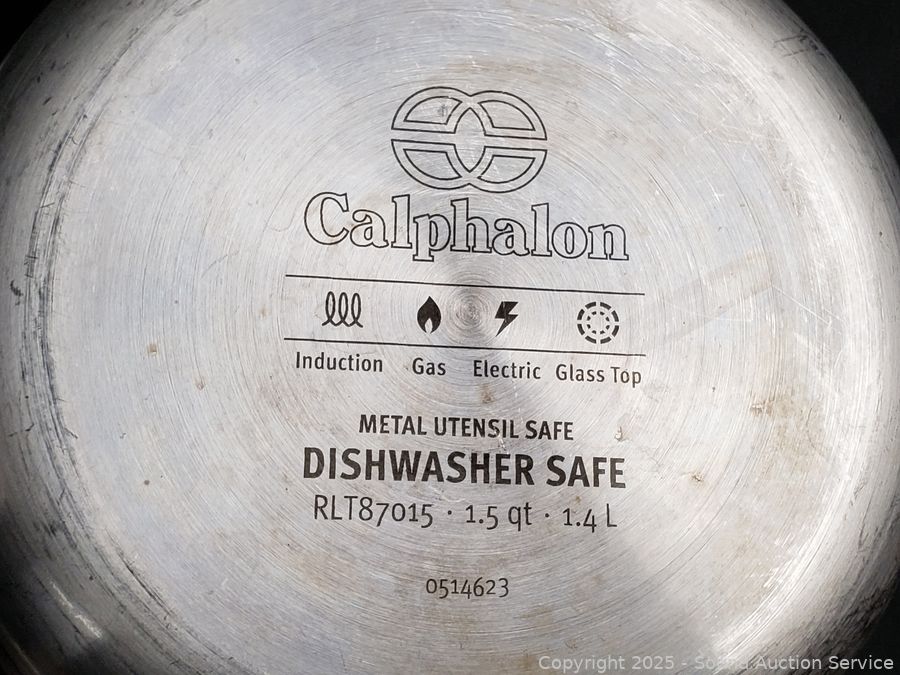 Calphalon
Induction Gas Electric Glass Top
METAL UTENSIL SAFE
DISHWASHER SAFE
RLT87015 · 1.5 qt · 1.4 L
0514623
Copyright 2025 - Sound Auction Service